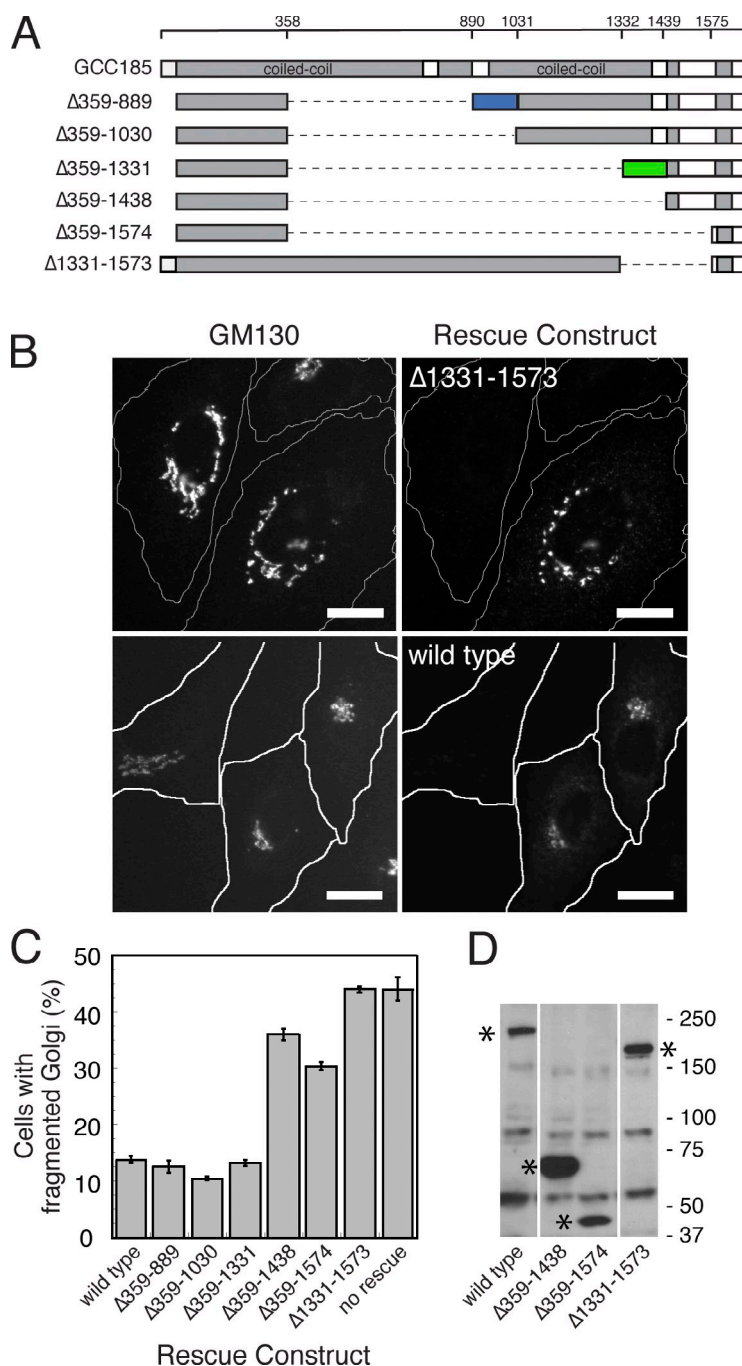 A
358 890 1031 1332 1439 1575
GCC185 coiled-coil coiled-coil
Δ359-889
Δ359-1030
Δ359-1331
Δ359-1438
Δ359-1574
Δ1331-1573
B
GM130 Rescue Construct
Δ1331-1573
wild type
C
Cells with
fragmented Golgi (%)
50
40
30
20
10
0
wild type
Δ359-889
Δ359-1030
Δ359-1331
Δ359-1438
Δ359-1574
Δ1331-1573
no rescue
Rescue Construct
D
* * * *
- 250
- 150
- 100
- 75
- 50
- 37
wild type
Δ359-1438
Δ359-1574
Δ1331-1573